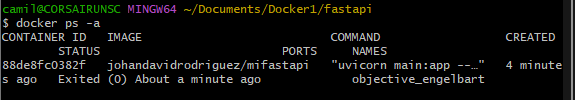 camil@CORSAIRUNSC MINGW64 ~/Documents/Docker1/fastapi
$ docker ps -a
CONTAINER ID   IMAGE                          COMMAND                  CREATED
       STATUS                          PORTS     NAMES
88de8fc0382f   johandavidrodriguez/mifastapi   "uvicorn main:app --…"   4 minute
s ago   Exited (0) About a minute ago             objective_engelbart